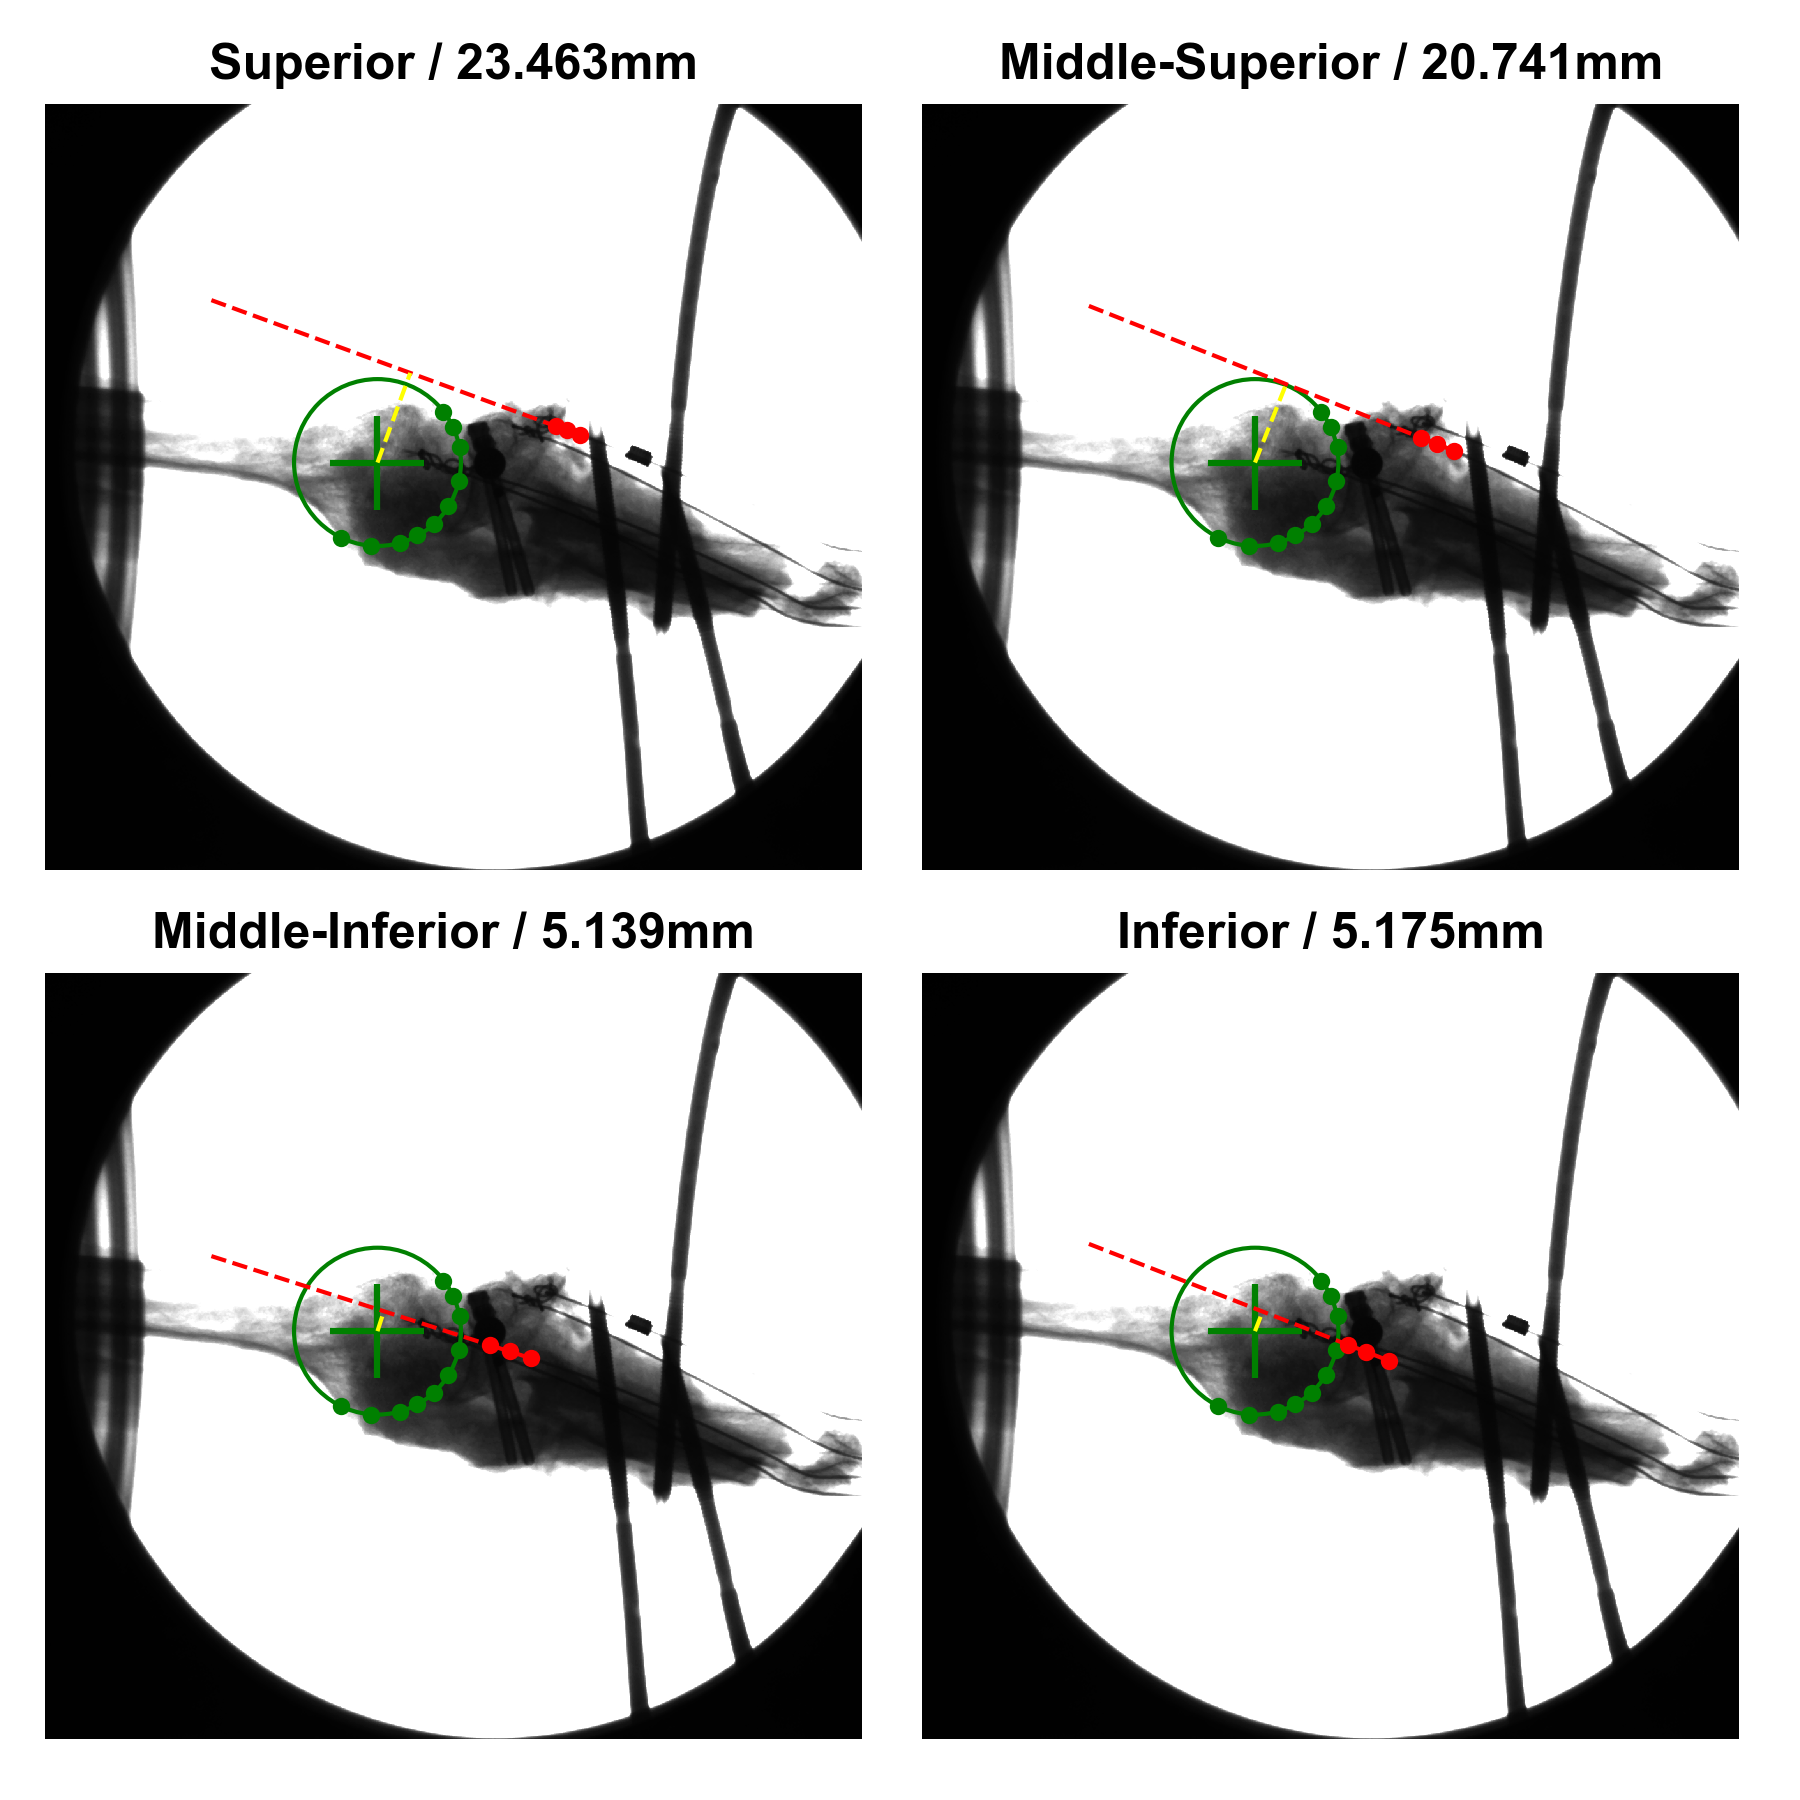 Superior / 23.463mm
Middle-Superior / 20.741mm
Middle-Inferior / 5.139mm
Inferior / 5.175mm